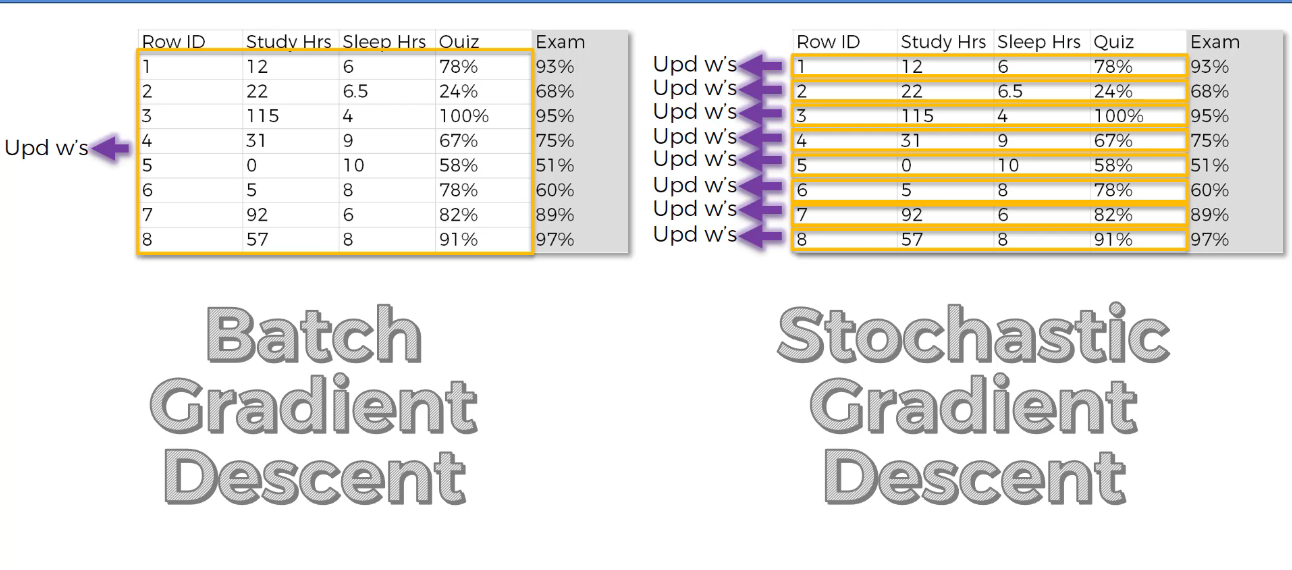 Row ID Study Hrs Sleep Hrs Quiz Exam
1 12 6 78% 93%
2 22 6.5 24% 68%
3 115 4 100% 95%
4 31 9 67% 75%
5 0 10 58% 51%
6 5 8 78% 60%
7 92 6 82% 89%
8 57 8 91% 97%
Upd w's
Batch
Gradient
Descent
Row ID Study Hrs Sleep Hrs Quiz Exam
Upd w's 1 12 6 78% 93%
Upd w's 2 22 6.5 24% 68%
Upd w's 3 115 4 100% 95%
Upd w's 4 31 9 67% 75%
Upd w's 5 0 10 58% 51%
Upd w's 6 5 8 78% 60%
Upd w's 7 92 6 82% 89%
Upd w's 8 57 8 91% 97%
Stochastic
Gradient
Descent